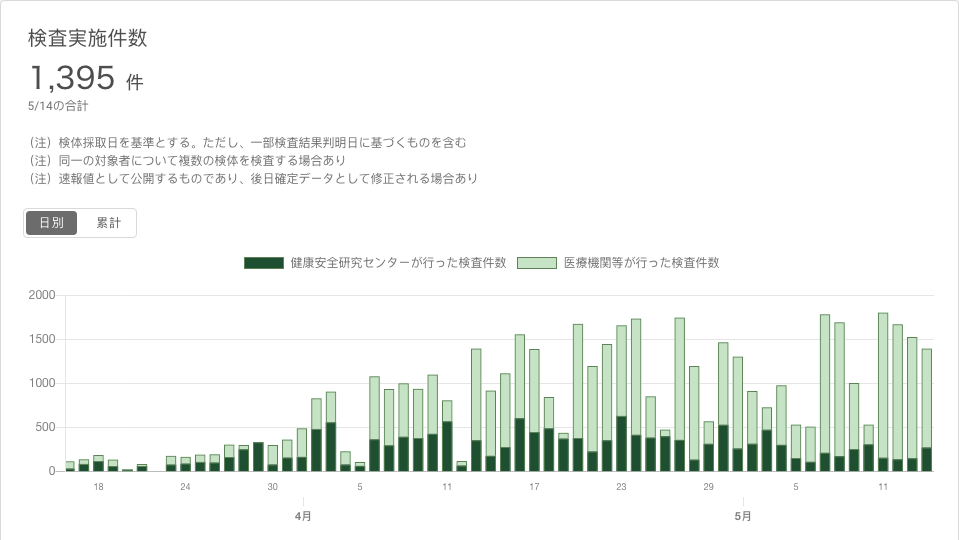 検査実施件数
1,395 件
5/14の合計
（注）検体採取日を基準とする。ただし、一部検査結果判明日に基づくものを含む
（注）同一の対象者について複数の検体を検査する場合あり
（注）速報値として公開するものであり、後日確定データとして修正される場合あり
日別 累計
健康安全研究センターが行った検査件数 医療機関等が行った検査件数
2000
1500
1000
500
0
18 24 30 5 11 17 23 29 5 11
4月 5月